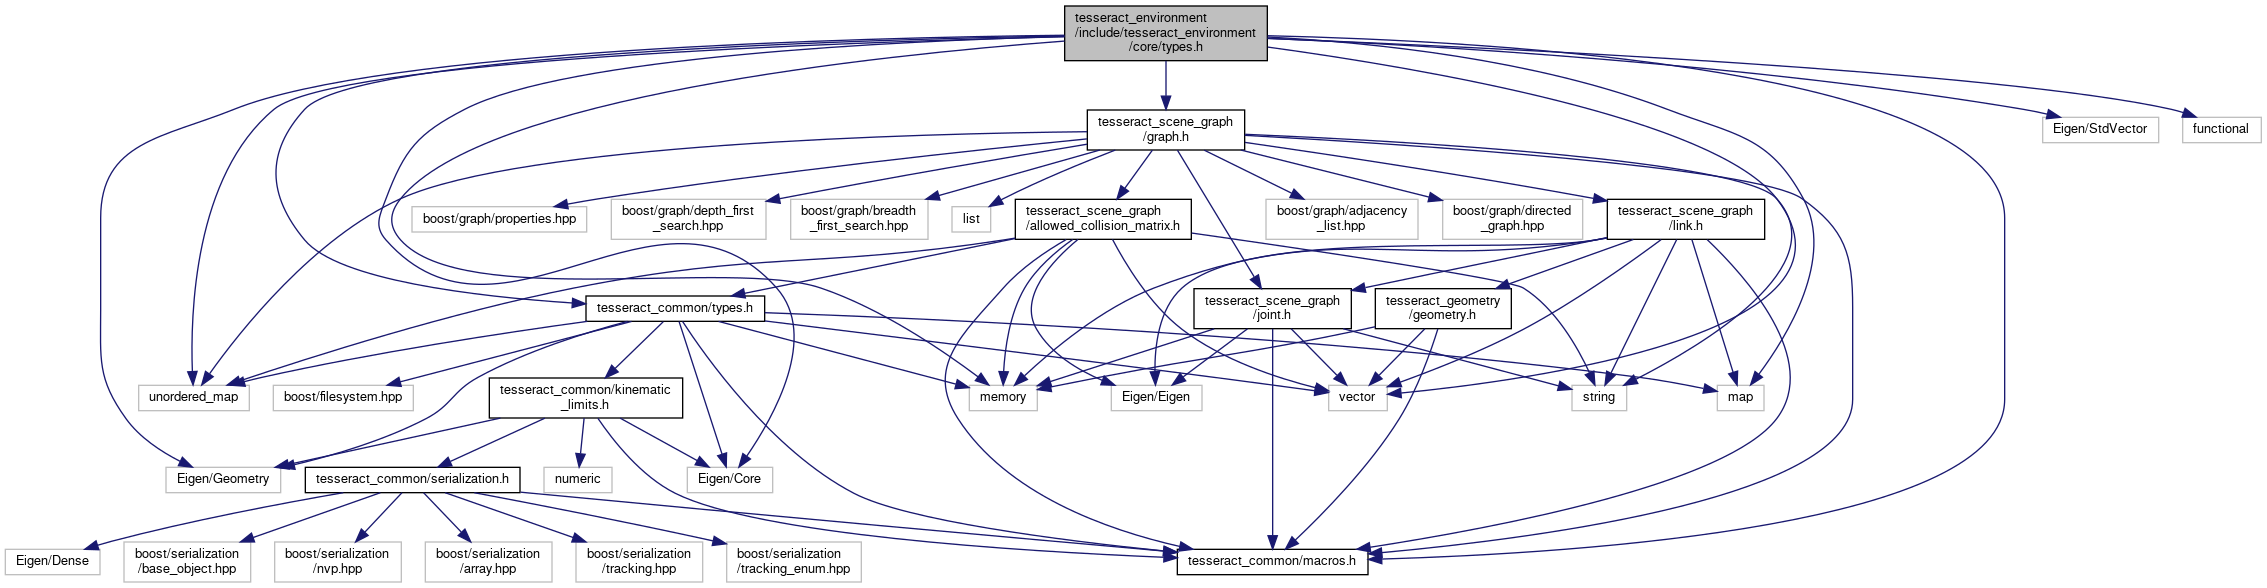 tesseract_environment
/include/tesseract_environment
/core/types.h
tesseract_scene_graph
/graph.h
Eigen/StdVector
functional
boost/graph/properties.hpp
boost/graph/depth_first
_search.hpp
boost/graph/breadth
_first_search.hpp
list
tesseract_scene_graph
/allowed_collision_matrix.h
boost/graph/adjacency
_list.hpp
boost/graph/directed
_graph.hpp
tesseract_scene_graph
/link.h
tesseract_common/types.h
tesseract_scene_graph
/joint.h
tesseract_geometry
/geometry.h
unordered_map
boost/filesystem.hpp
tesseract_common/kinematic
_limits.h
memory
Eigen/Eigen
vector
string
map
Eigen/Geometry
tesseract_common/serialization.h
numeric
Eigen/Core
Eigen/Dense
boost/serialization
/base_object.hpp
boost/serialization
/nvp.hpp
boost/serialization
/array.hpp
boost/serialization
/tracking.hpp
boost/serialization
/tracking_enum.hpp
tesseract_common/macros.h